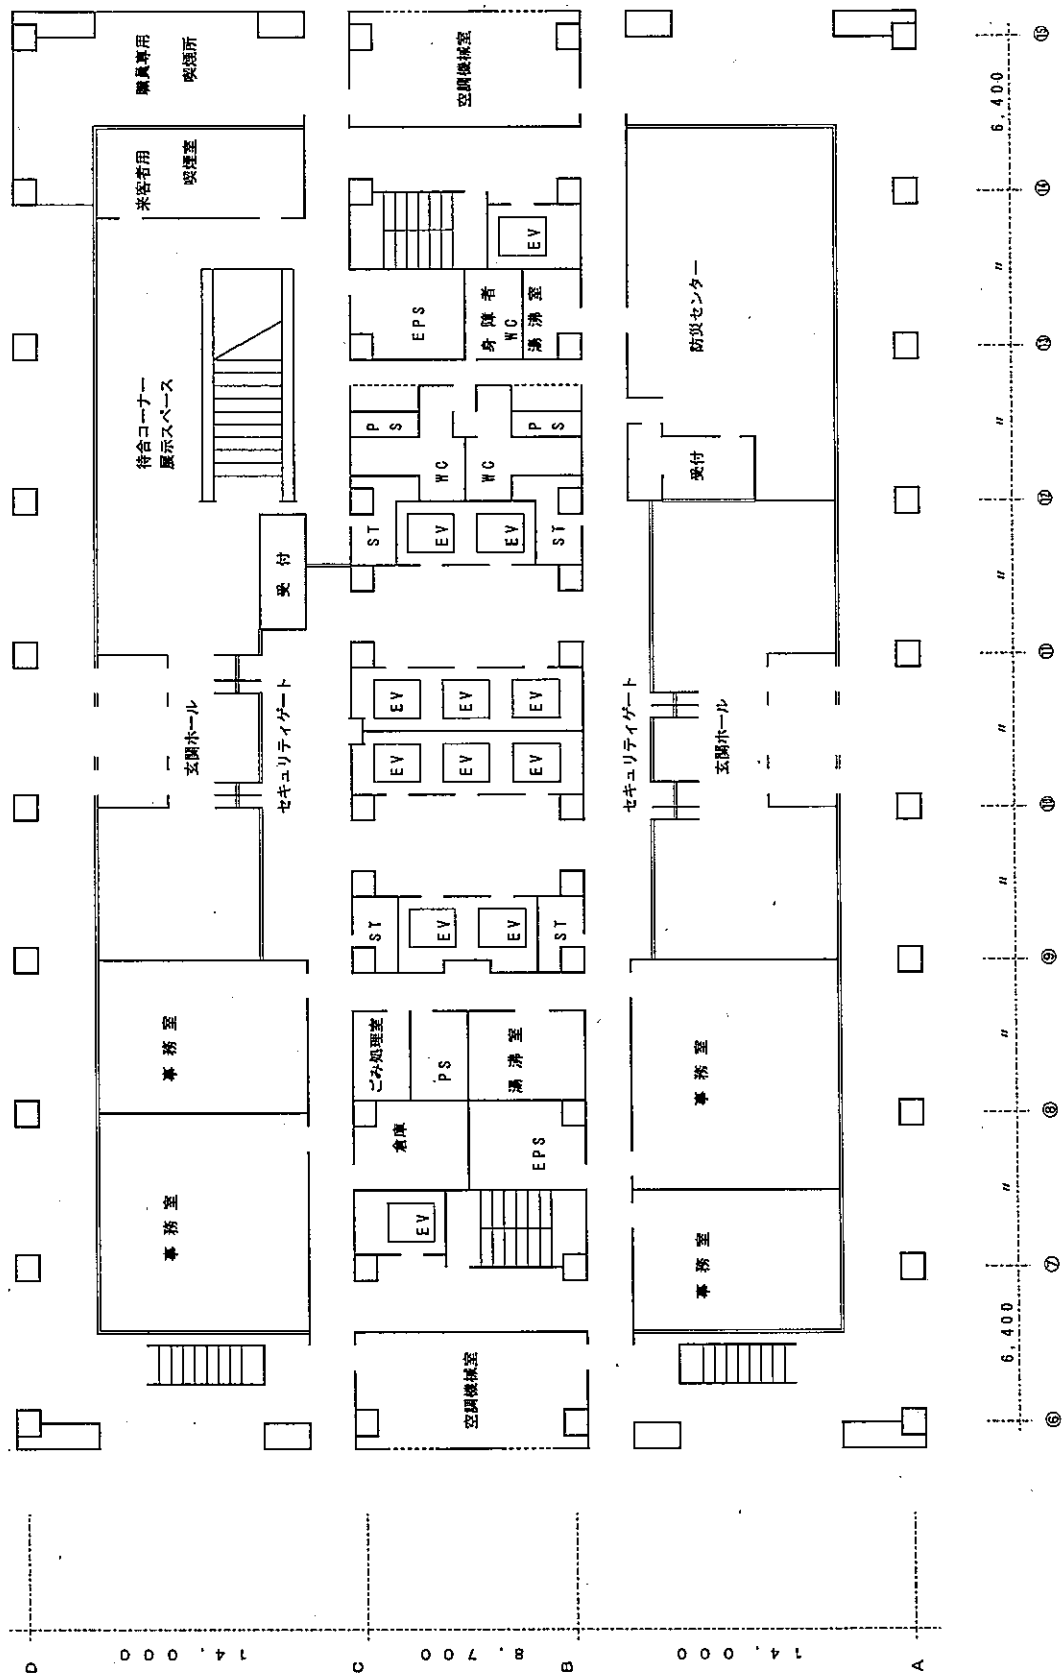 職員専用
喫煙所
来客者用
喫煙室
待合コーナー
展示スペース
受付
玄関ホール
セキュリティゲート
事務室
事務室
空調機械室
EV
EPS
身障者
WC
湯沸室
PS
PS
WC
WC
ST
EV
EV
ST
EV
EV
EV
EV
EV
EV
ST
EV
EV
ST
ごみ処理室
PS
湯沸室
倉庫
EPS
EV
空調機械室
防災センター
受付
セキュリティゲート
玄関ホール
事務室
事務室
6,400
〃
〃
〃
〃
〃
〃
〃
6,400
⑮
⑭
⑬
⑫
⑪
⑩
⑨
⑧
⑦
⑥
D
14,000
C
8,700
B
14,000
A